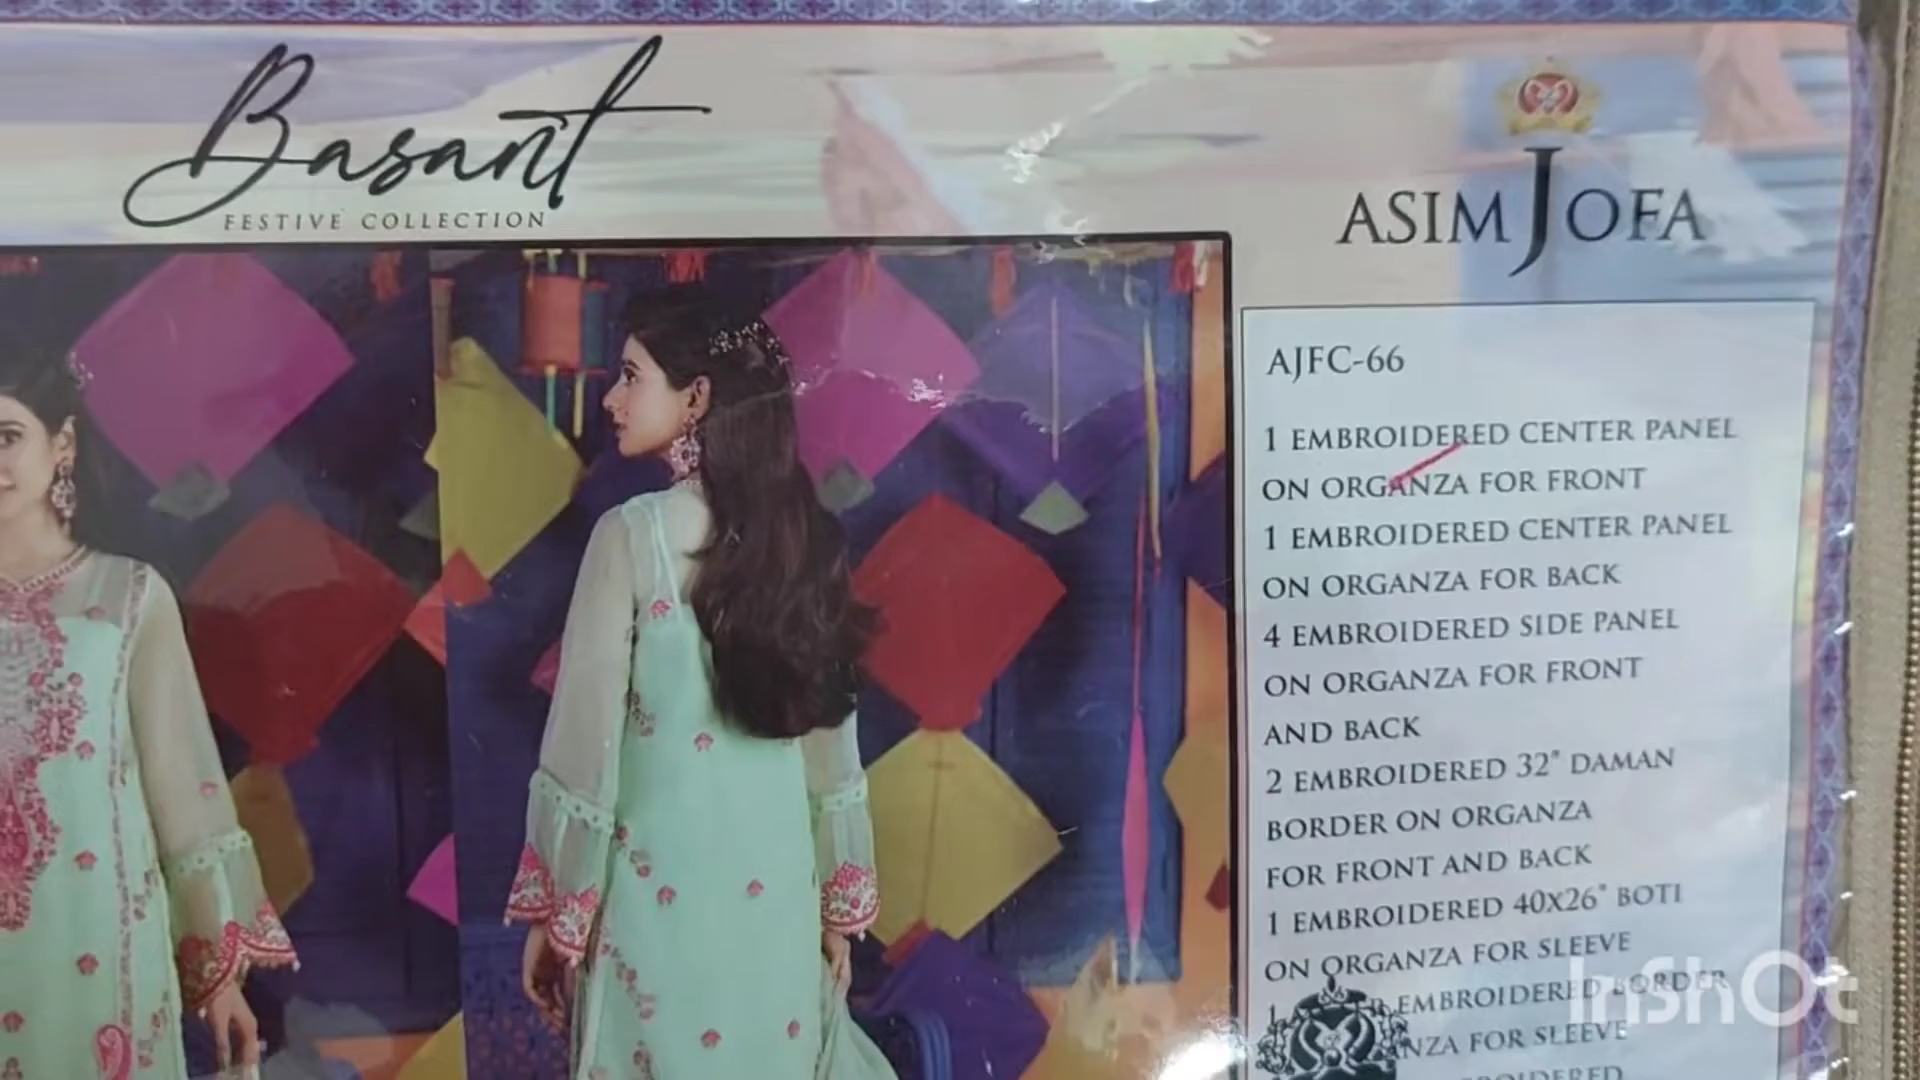 Basant
FESTIVE COLLECTION
ASIM JOFA
AJFC-66
1 EMBROIDERED CENTER PANEL
ON ORGANZA FOR FRONT
1 EMBROIDERED CENTER PANEL
ON ORGANZA FOR BACK
4 EMBROIDERED SIDE PANEL
ON ORGANZA FOR FRONT
AND BACK
2 EMBROIDERED 32" DAMAN
BORDER ON ORGANZA
FOR FRONT AND BACK
1 EMBROIDERED 40X26" BOTI
ON ORGANZA FOR SLEEVE
1 EMBROIDERED BORDER
FOR SLEEVE
InShOt